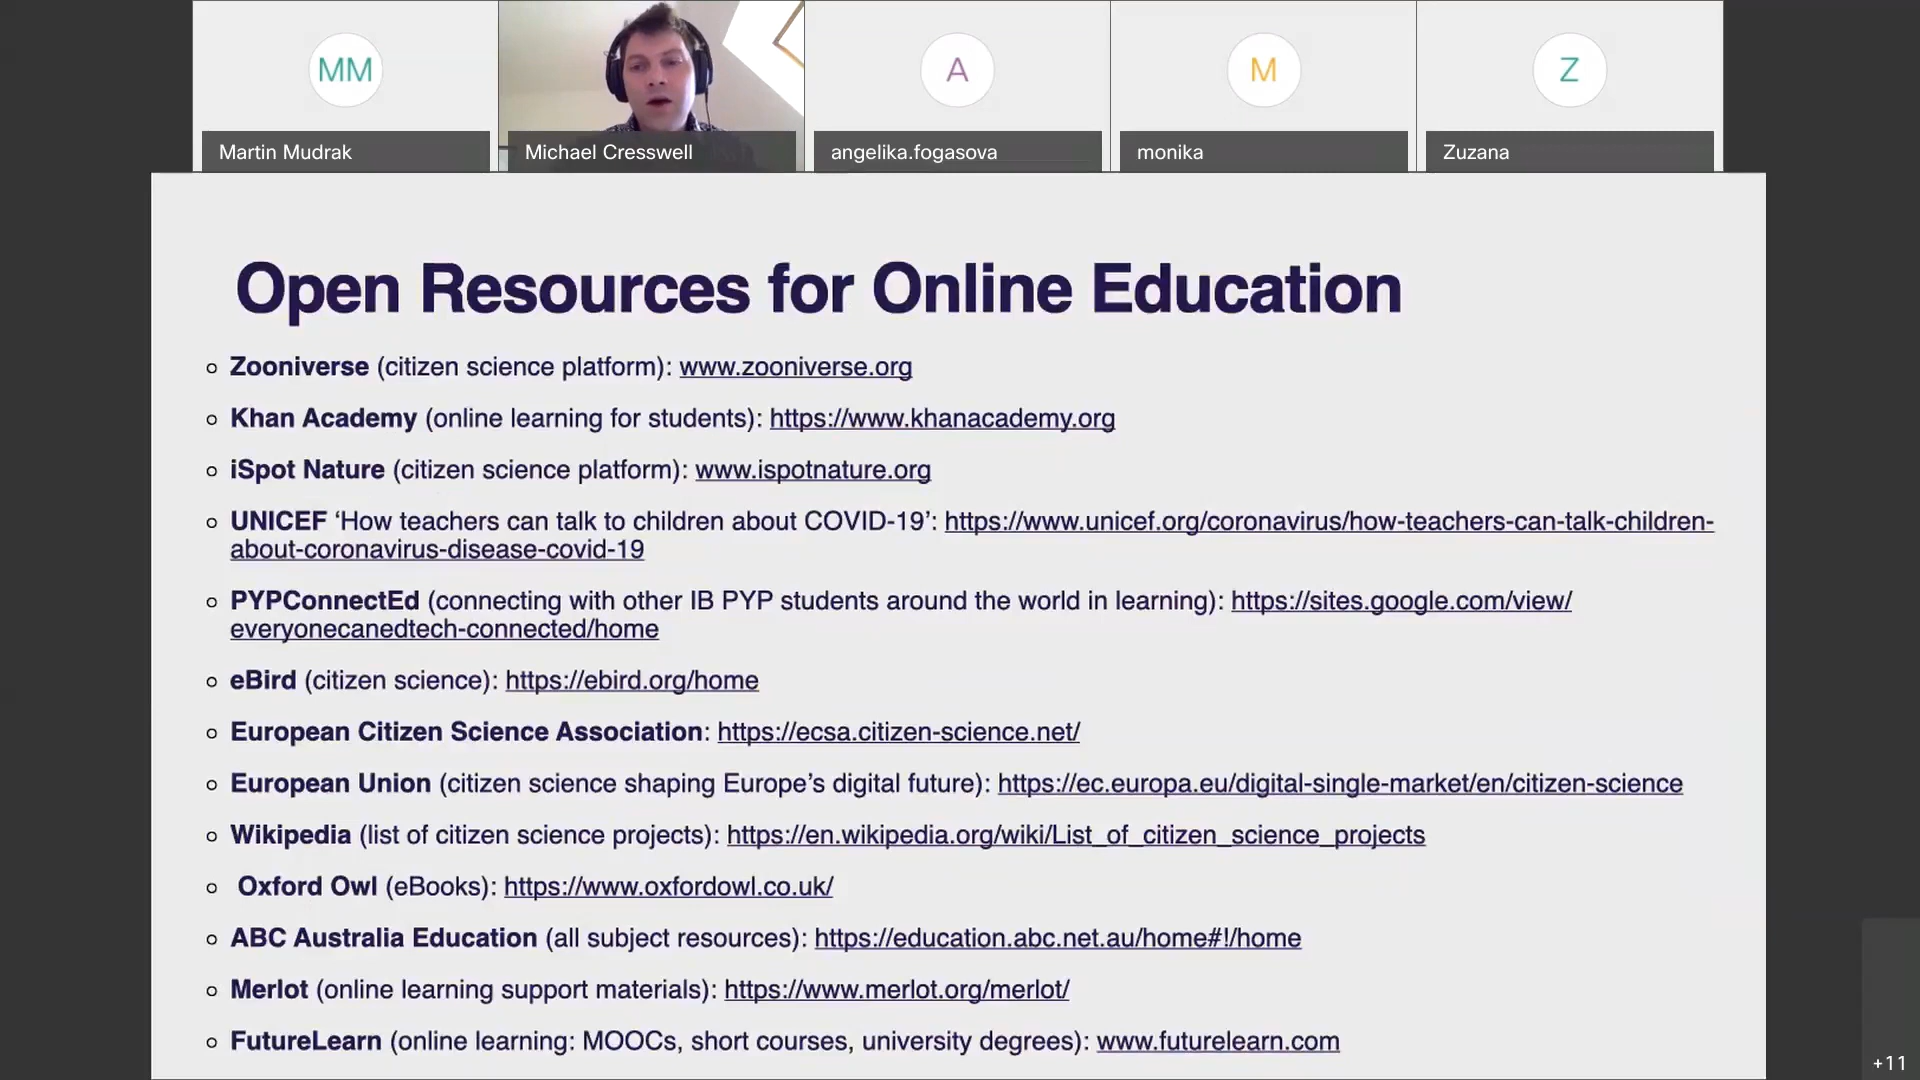 MM
A
M
Z
Martin Mudrak
Michael Cresswell
angelika.fogasova
monika
Zuzana
Open Resources for Online Education
Zooniverse (citizen science platform): www.zooniverse.org
Khan Academy (online learning for students): https://www.khanacademy.org
iSpot Nature (citizen science platform): www.ispotnature.org
UNICEF ‘How teachers can talk to children about COVID-19’: https://www.unicef.org/coronavirus/how-teachers-can-talk-children-
about-coronavirus-disease-covid-19
PYPConnectEd (connecting with other IB PYP students around the world in learning): https://sites.google.com/view/
everyonecanedtech-connected/home
eBird (citizen science): https://ebird.org/home
European Citizen Science Association: https://ecsa.citizen-science.net/
European Union (citizen science shaping Europe’s digital future): https://ec.europa.eu/digital-single-market/en/citizen-science
Wikipedia (list of citizen science projects): https://en.wikipedia.org/wiki/List_of_citizen_science_projects
Oxford Owl (eBooks): https://www.oxfordowl.co.uk/
ABC Australia Education (all subject resources): https://education.abc.net.au/home#!/home
Merlot (online learning support materials): https://www.merlot.org/merlot/
FutureLearn (online learning: MOOCs, short courses, university degrees): www.futurelearn.com
+11